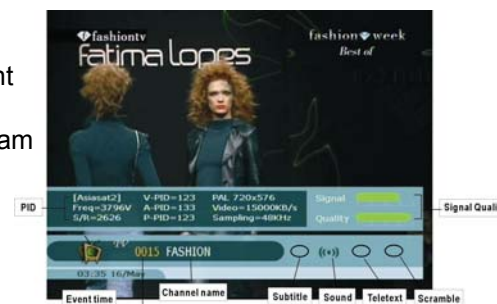 fashiontv
fatima lopes
fashion week
Best of
nt
am
[Asiasat2] V-PID=123 PAL 720x576
Freq=3796V A-PID=133 Video=15000KB/s
S/R=2626 P-PID=123 Sampling=48KHz
Signal
Quality
PID
Signal Quali
0015 FASHION
03:35 16/May
Event time
Channel name
Subtitle
Sound
Teletext
Scramble